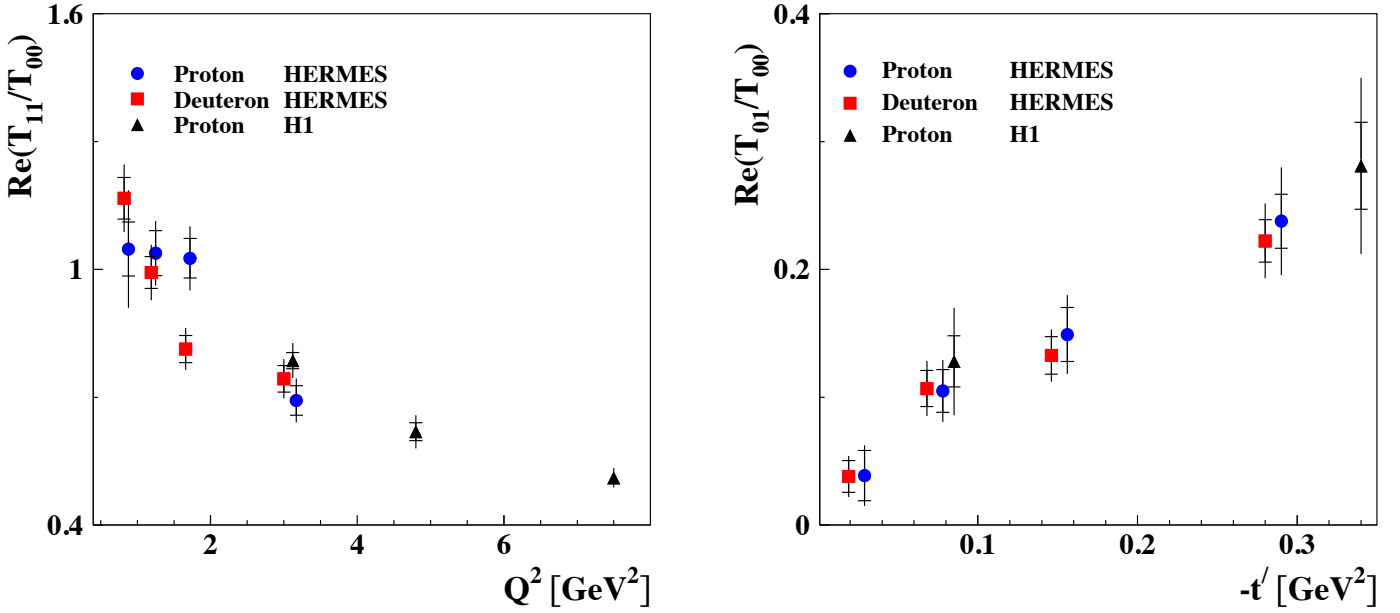 1.6
1
0.4
Re(T₁₁/T₀₀)
Proton HERMES
Deuteron HERMES
Proton H1
2 4 6
Q² [GeV²]
0.4
0.2
0
Re(T₀₁/T₀₀)
Proton HERMES
Deuteron HERMES
Proton H1
0.1 0.2 0.3
-t′ [GeV²]